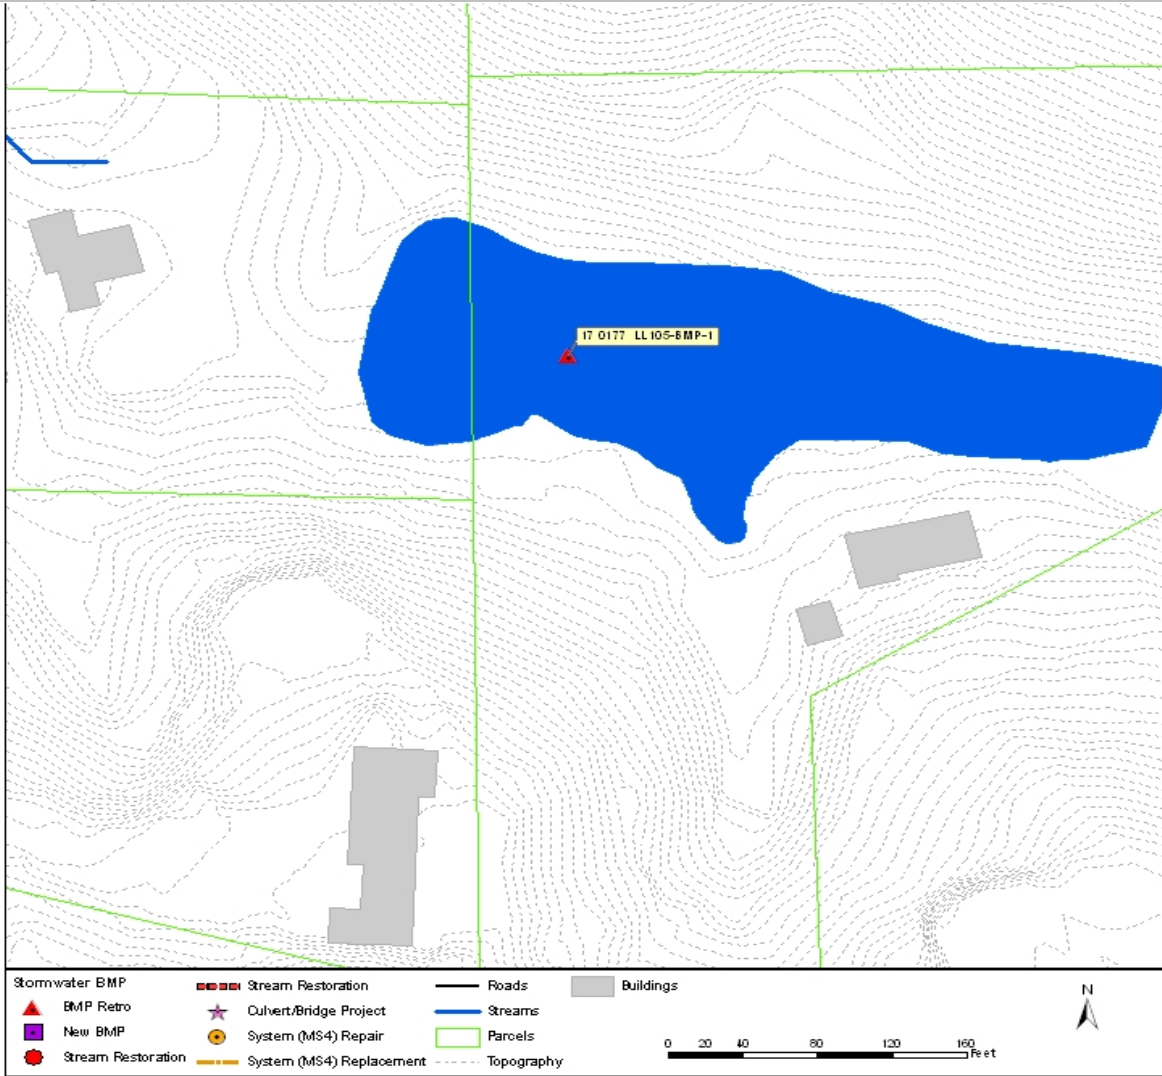 17 0177 LL105-BMP-1
Stormwater BMP
BMP Retro
New BMP
Stream Restoration
Stream Restoration
Culvert/Bridge Project
System (MS4) Repair
System (MS4) Replacement
Roads
Streams
Parcels
Topography
Buildings
N
0 20 40 80 120 160
Feet